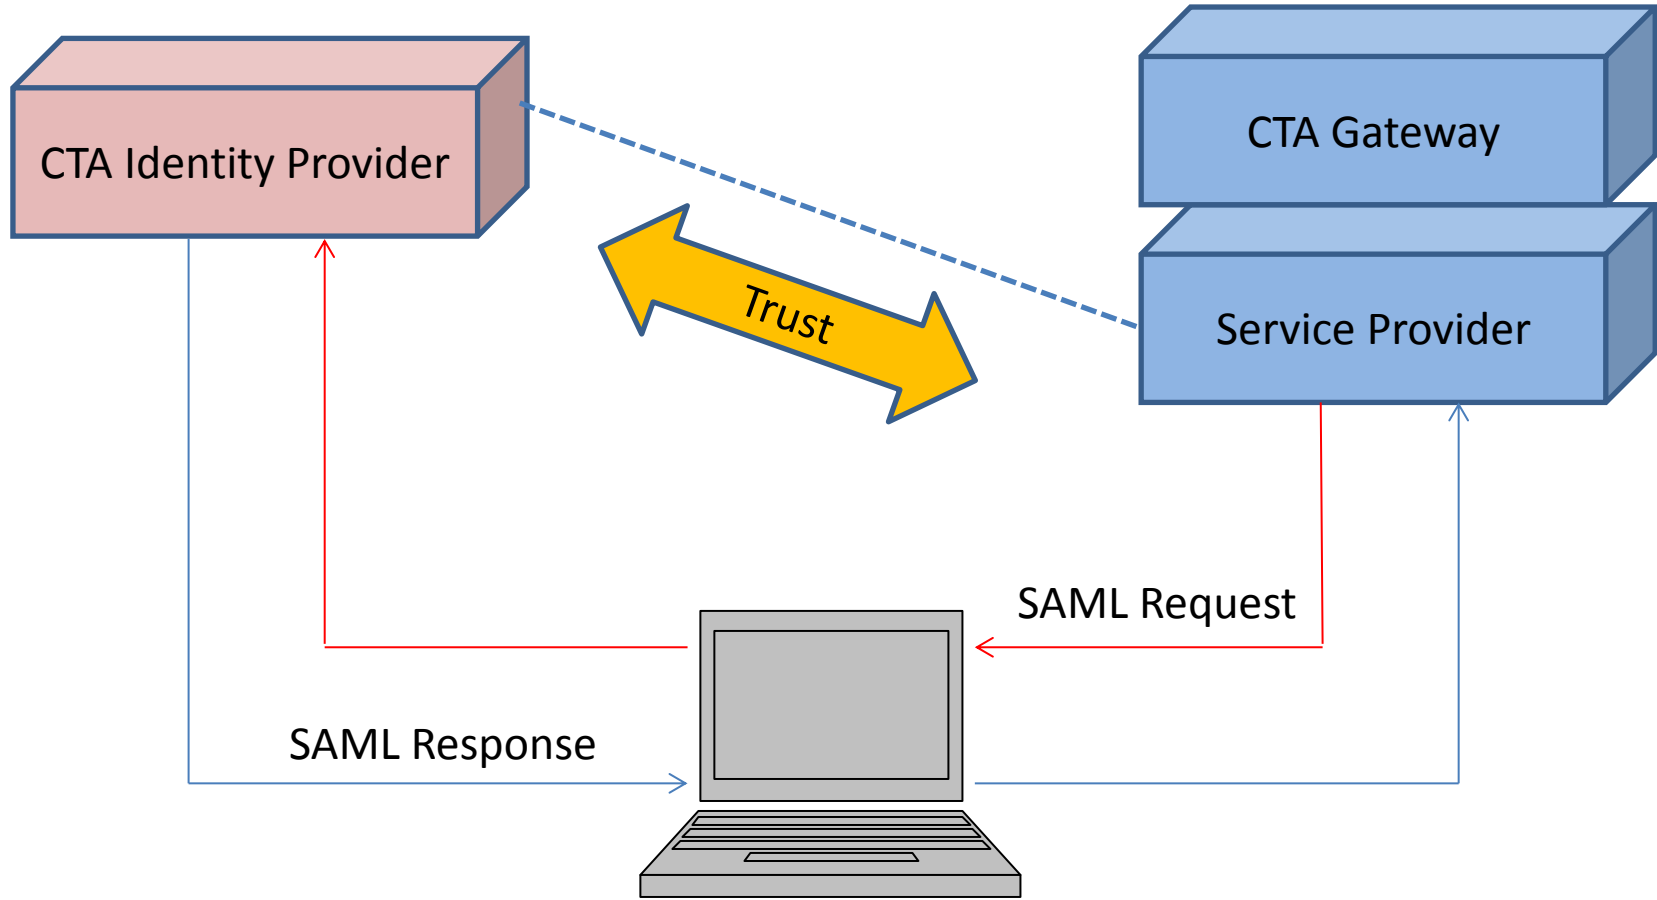 CTA Identity Provider
CTA Gateway
Service Provider
Trust
SAML Request
SAML Response